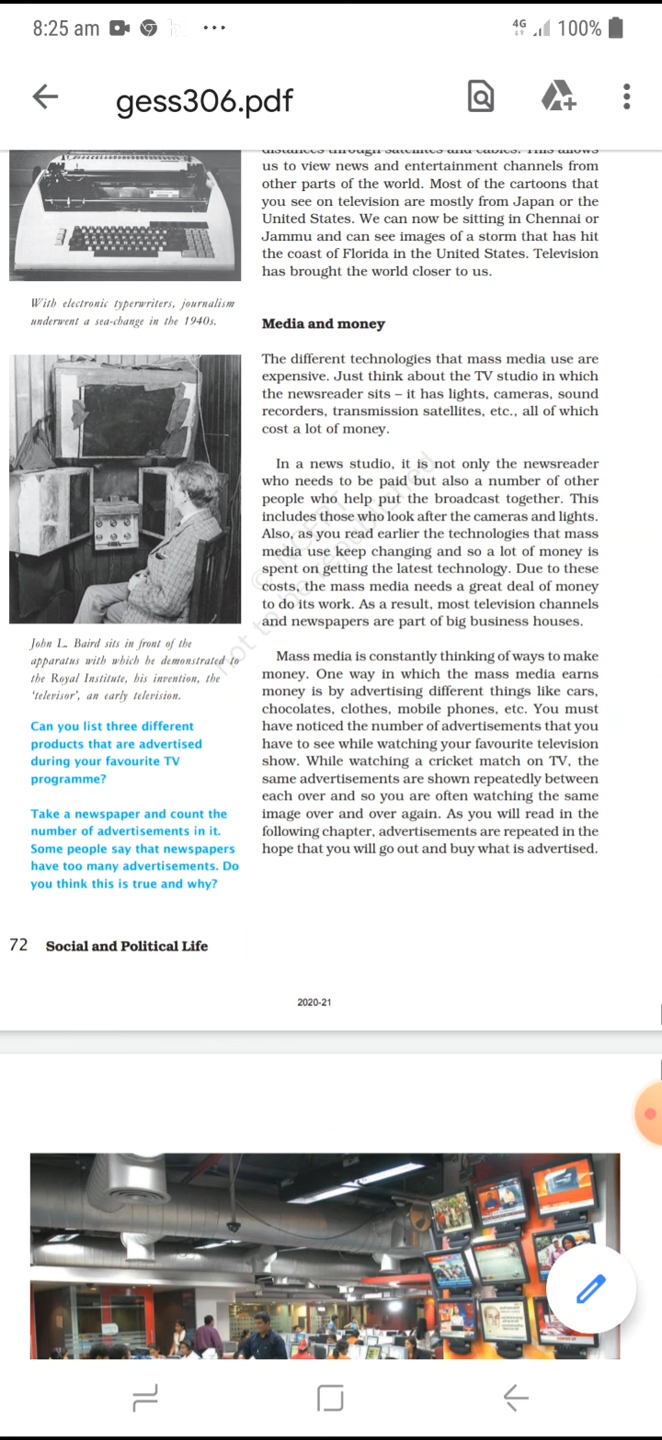 8:25 am
4G
100%
gess306.pdf
us to view news and entertainment channels from
other parts of the world. Most of the cartoons that
you see on television are mostly from Japan or the
United States. We can now be sitting in Chennai or
Jammu and can see images of a storm that has hit
the coast of Florida in the United States. Television
has brought the world closer to us.
With electronic typerwriters, journalism
underwent a sea-change in the 1940s.
Media and money
The different technologies that mass media use are
expensive. Just think about the TV studio in which
the newsreader sits – it has lights, cameras, sound
recorders, transmission satellites, etc., all of which
cost a lot of money.
In a news studio, it is not only the newsreader
who needs to be paid but also a number of other
people who help put the broadcast together. This
includes those who look after the cameras and lights.
Also, as you read earlier the technologies that mass
media use keep changing and so a lot of money is
spent on getting the latest technology. Due to these
costs, the mass media needs a great deal of money
to do its work. As a result, most television channels
and newspapers are part of big business houses.
John L. Baird sits in front of the
apparatus with which he demonstrated to
the Royal Institute, his invention, the
'televisor', an early television.
Mass media is constantly thinking of ways to make
money. One way in which the mass media earns
money is by advertising different things like cars,
chocolates, clothes, mobile phones, etc. You must
have noticed the number of advertisements that you
have to see while watching your favourite television
show. While watching a cricket match on TV, the
same advertisements are shown repeatedly between
each over and so you are often watching the same
image over and over again. As you will read in the
following chapter, advertisements are repeated in the
hope that you will go out and buy what is advertised.
Can you list three different
products that are advertised
during your favourite TV
programme?
Take a newspaper and count the
number of advertisements in it.
Some people say that newspapers
have too many advertisements. Do
you think this is true and why?
72 Social and Political Life
2020-21